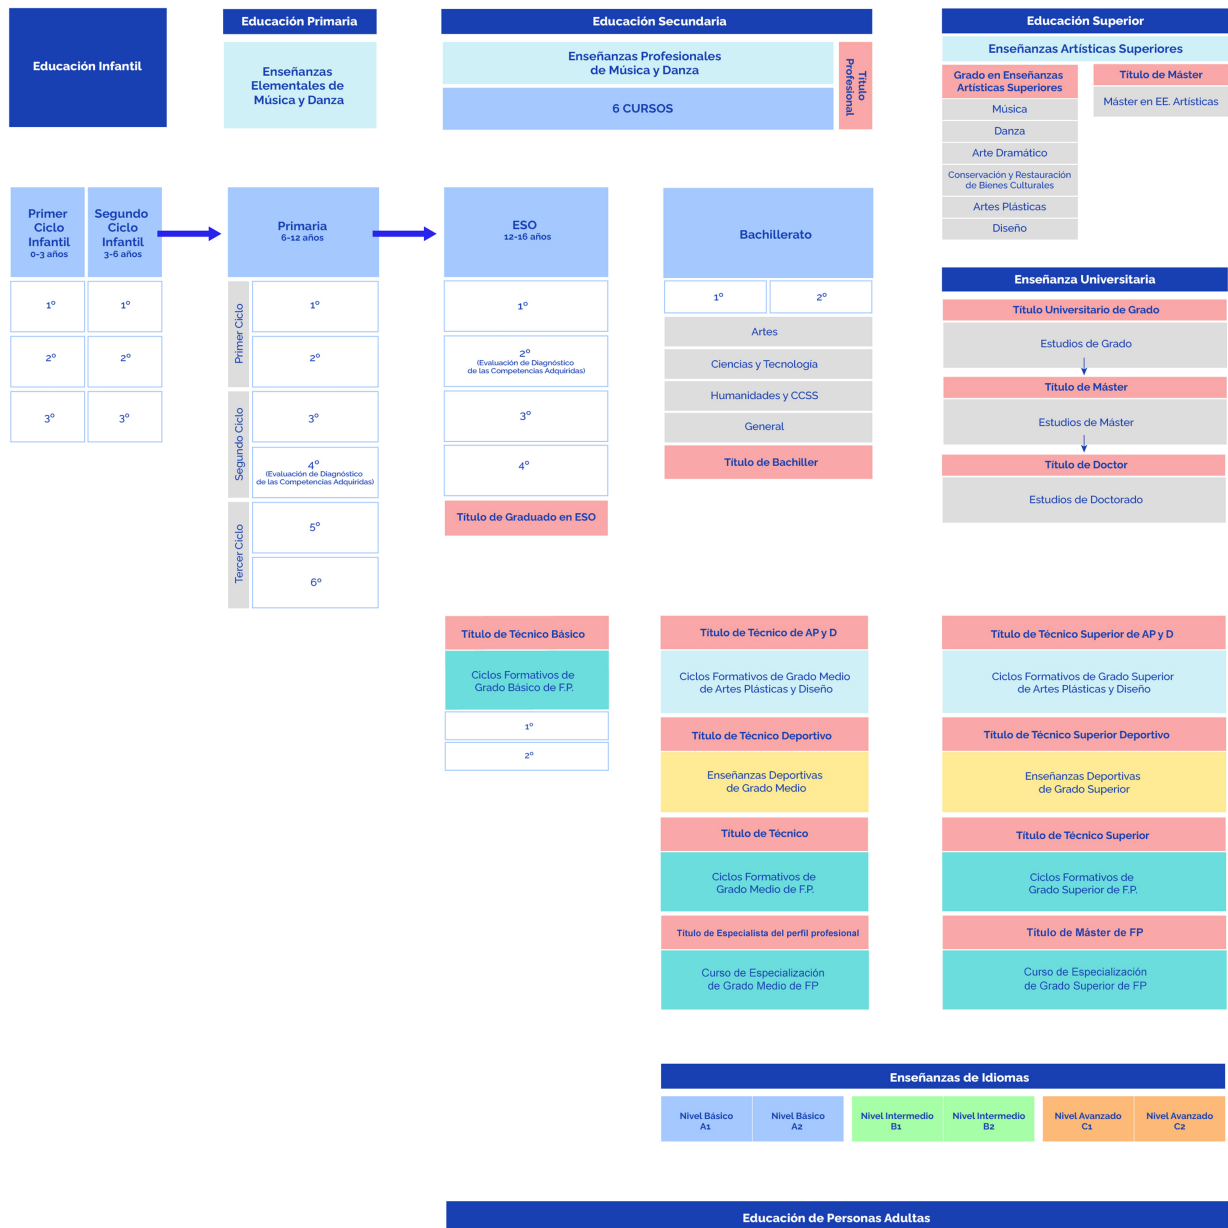 Educación Infantil
Educación Primaria
Enseñanzas
Elementales de
Música y Danza
Educación Secundaria
Enseñanzas Profesionales
de Música y Danza
6 CURSOS
Título
Profesional
Educación Superior
Enseñanzas Artísticas Superiores
Grado en Enseñanzas
Artísticas Superiores
Música
Danza
Arte Dramático
Conservación y Restauración
de Bienes Culturales
Artes Plásticas
Diseño
Título de Máster
Máster en EE. Artísticas
Primer
Ciclo
Infantil
0-3 años
1º
2º
3º
Segundo
Ciclo
Infantil
3-6 años
1º
2º
3º
Primaria
6-12 años
Primer Ciclo
1º
2º
Segundo Ciclo
3º
4º
(Evaluación de Diagnóstico
de las Competencias Adquiridas)
Tercer Ciclo
5º
6º
ESO
12-16 años
1º
2º
(Evaluación de Diagnóstico
de las Competencias Adquiridas)
3º
4º
Título de Graduado en ESO
Bachillerato
1º
2º
Artes
Ciencias y Tecnología
Humanidades y CCSS
General
Título de Bachiller
Enseñanza Universitaria
Título Universitario de Grado
Estudios de Grado
Título de Máster
Estudios de Máster
Título de Doctor
Estudios de Doctorado
Título de Técnico Básico
Ciclos Formativos de
Grado Básico de F.P.
1º
2º
Título de Técnico de AP y D
Ciclos Formativos de Grado Medio
de Artes Plásticas y Diseño
Título de Técnico Deportivo
Enseñanzas Deportivas
de Grado Medio
Título de Técnico
Ciclos Formativos de
Grado Medio de F.P.
Título de Especialista del perfil profesional
Curso de Especialización
de Grado Medio de FP
Título de Técnico Superior de AP y D
Ciclos Formativos de Grado Superior
de Artes Plásticas y Diseño
Título de Técnico Superior Deportivo
Enseñanzas Deportivas
de Grado Superior
Título de Técnico Superior
Ciclos Formativos de
Grado Superior de F.P.
Título de Máster de FP
Curso de Especialización
de Grado Superior de FP
Enseñanzas de Idiomas
Nivel Básico
A1
Nivel Básico
A2
Nivel Intermedio
B1
Nivel Intermedio
B2
Nivel Avanzado
C1
Nivel Avanzado
C2
Educación de Personas Adultas